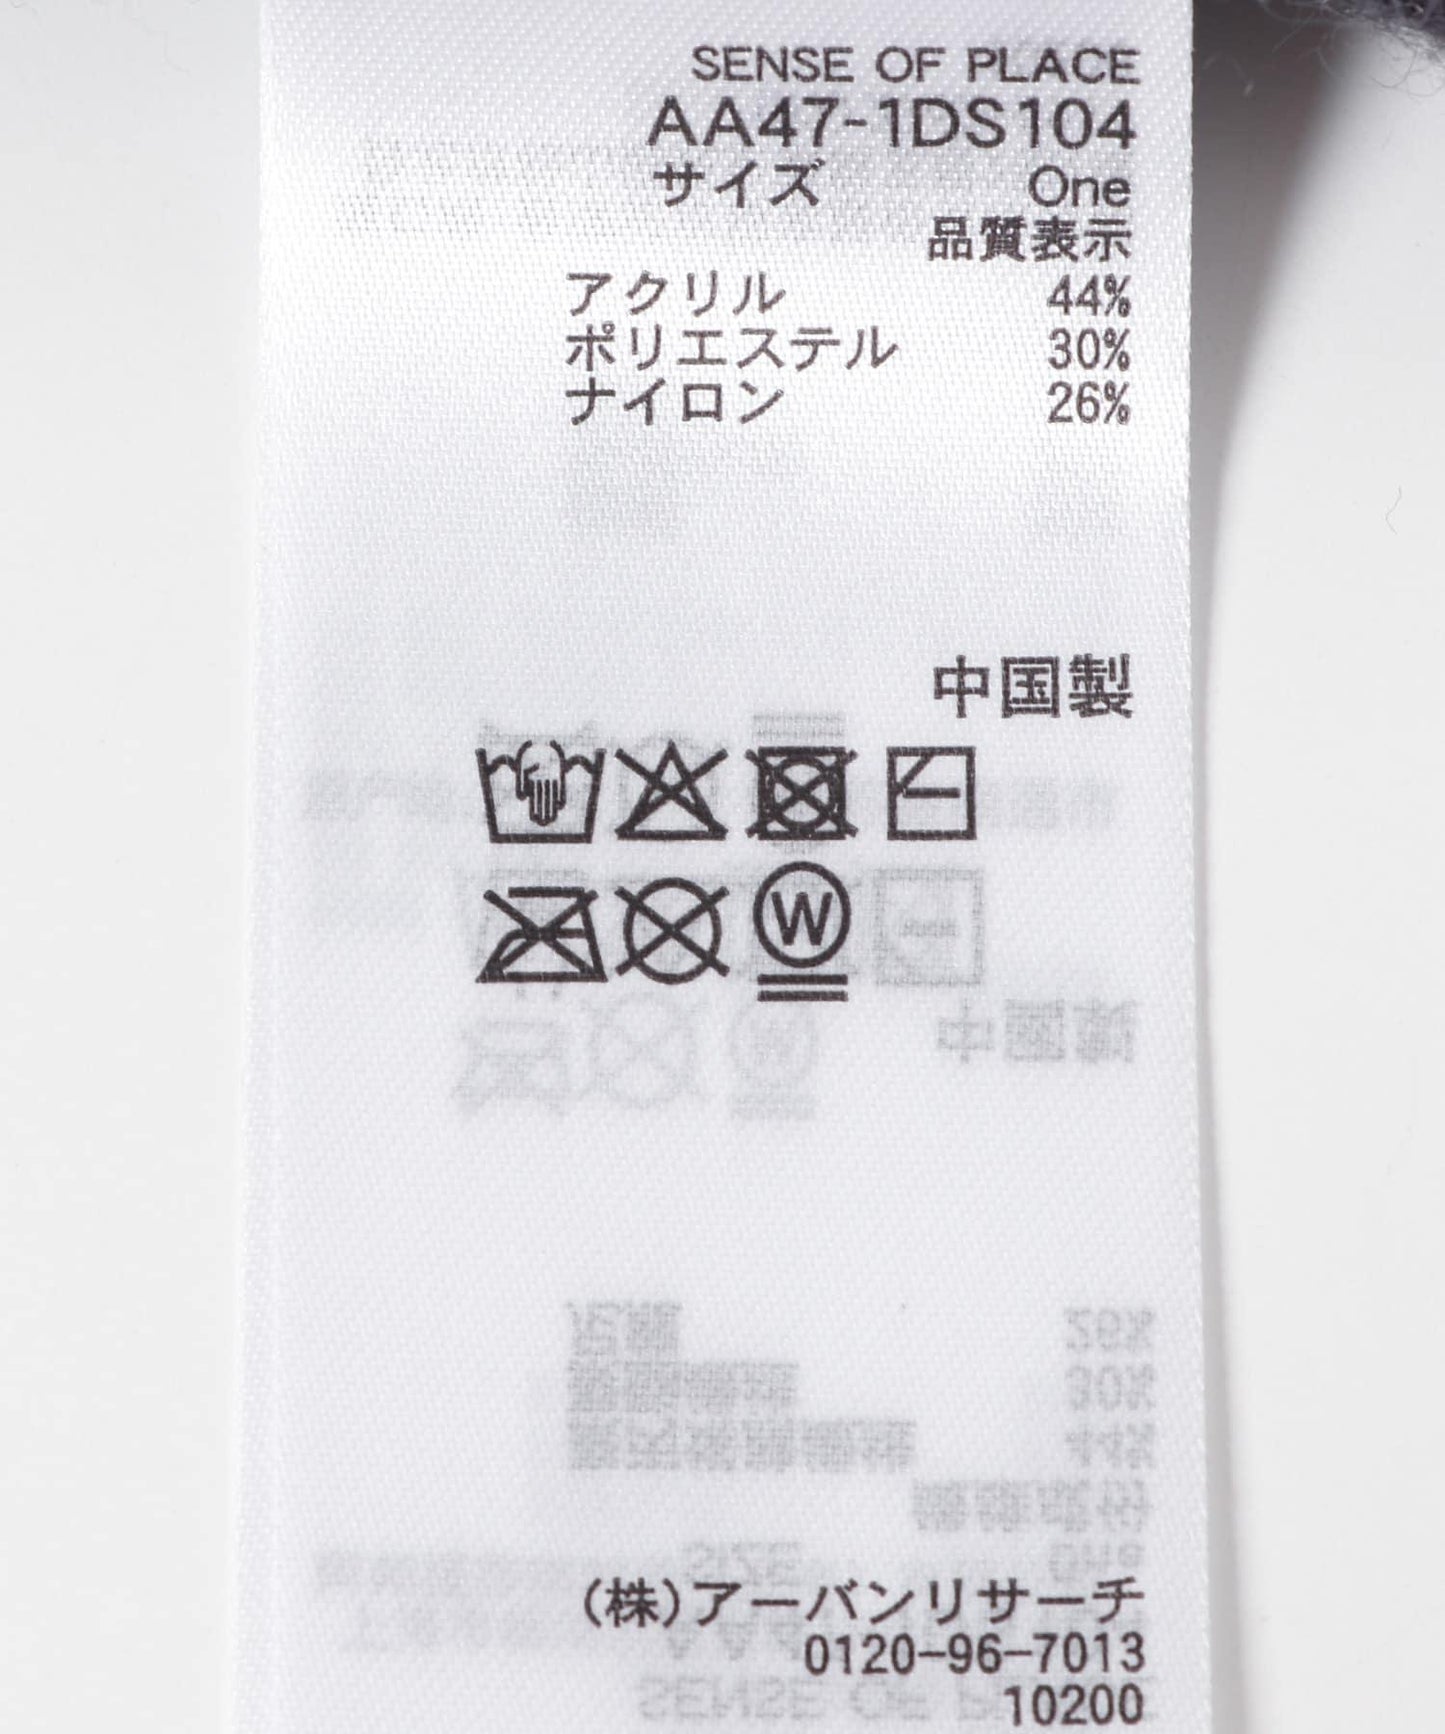 SENSE OF PLACE
AA47-1DS104
サイズ One
品質表示
アクリル 44%
ポリエステル 30%
ナイロン 26%
中国製
W
(株)アーバンリサーチ
0120-96-7013
10200